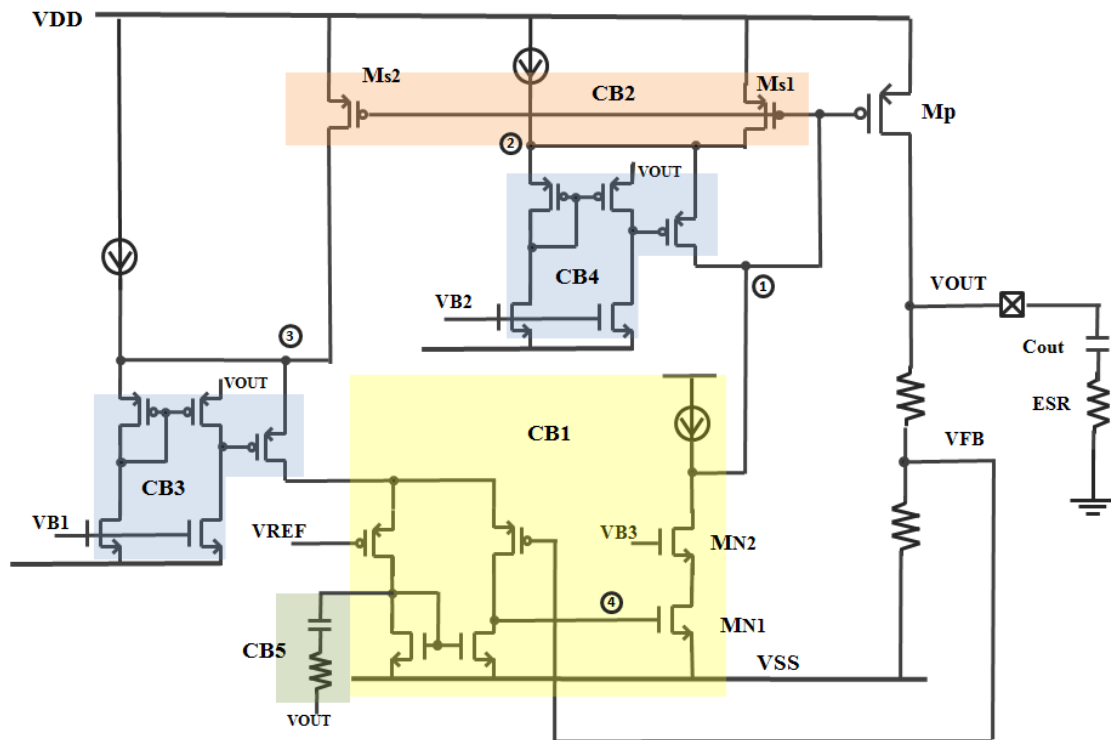 VDD
Ms2
CB2
Ms1
Mp
2
VOUT
CB4
1
VOUT
VB2
3
Cout
VOUT
ESR
CB1
VFB
CB3
VB1
VREF
VB3
MN2
4
MN1
CB5
VSS
VOUT